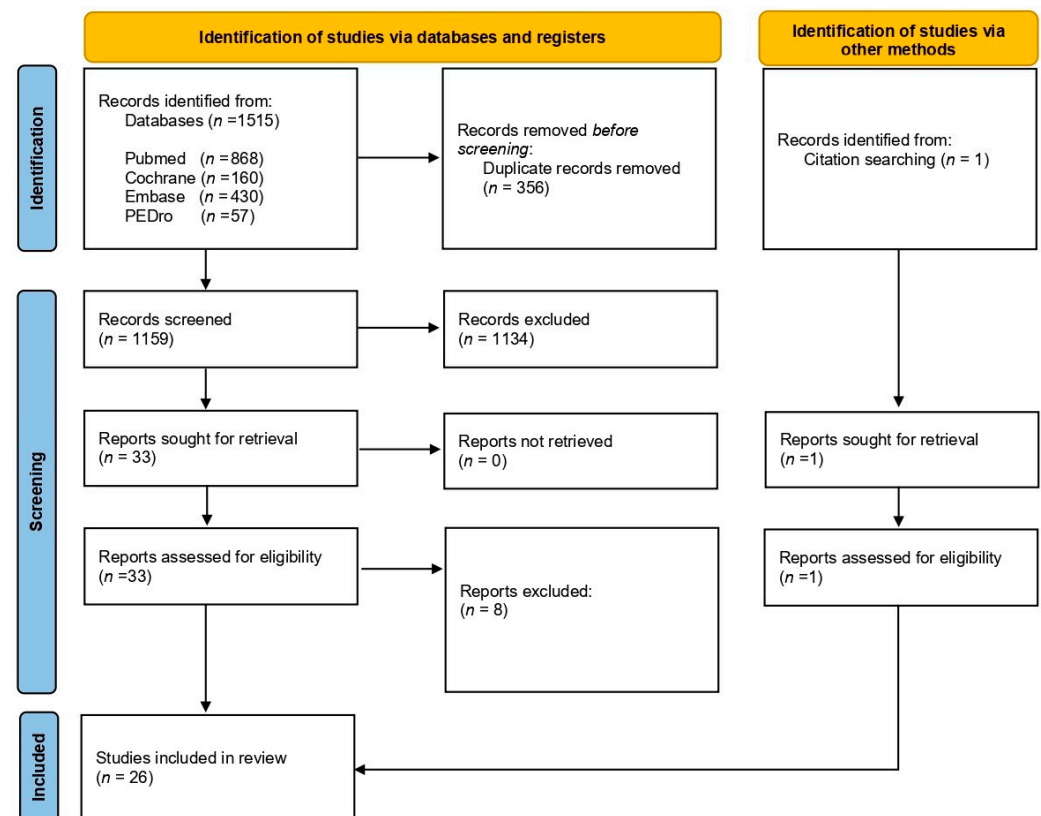 Identification of studies via databases and registers
Identification of studies via
other methods
Identification
Records identified from:
Databases (n =1515)
Pubmed (n =868)
Cochrane (n =160)
Embase (n =430)
PEDro (n =57)
Records removed before
screening:
Duplicate records removed
(n = 356)
Records identified from:
Citation searching (n = 1)
Screening
Records screened
(n = 1159)
Records excluded
(n = 1134)
Reports sought for retrieval
(n = 33)
Reports not retrieved
(n = 0)
Reports sought for retrieval
(n =1)
Reports assessed for eligibility
(n =33)
Reports excluded:
(n = 8)
Reports assessed for eligibility
(n =1)
Included
Studies included in review
(n = 26)